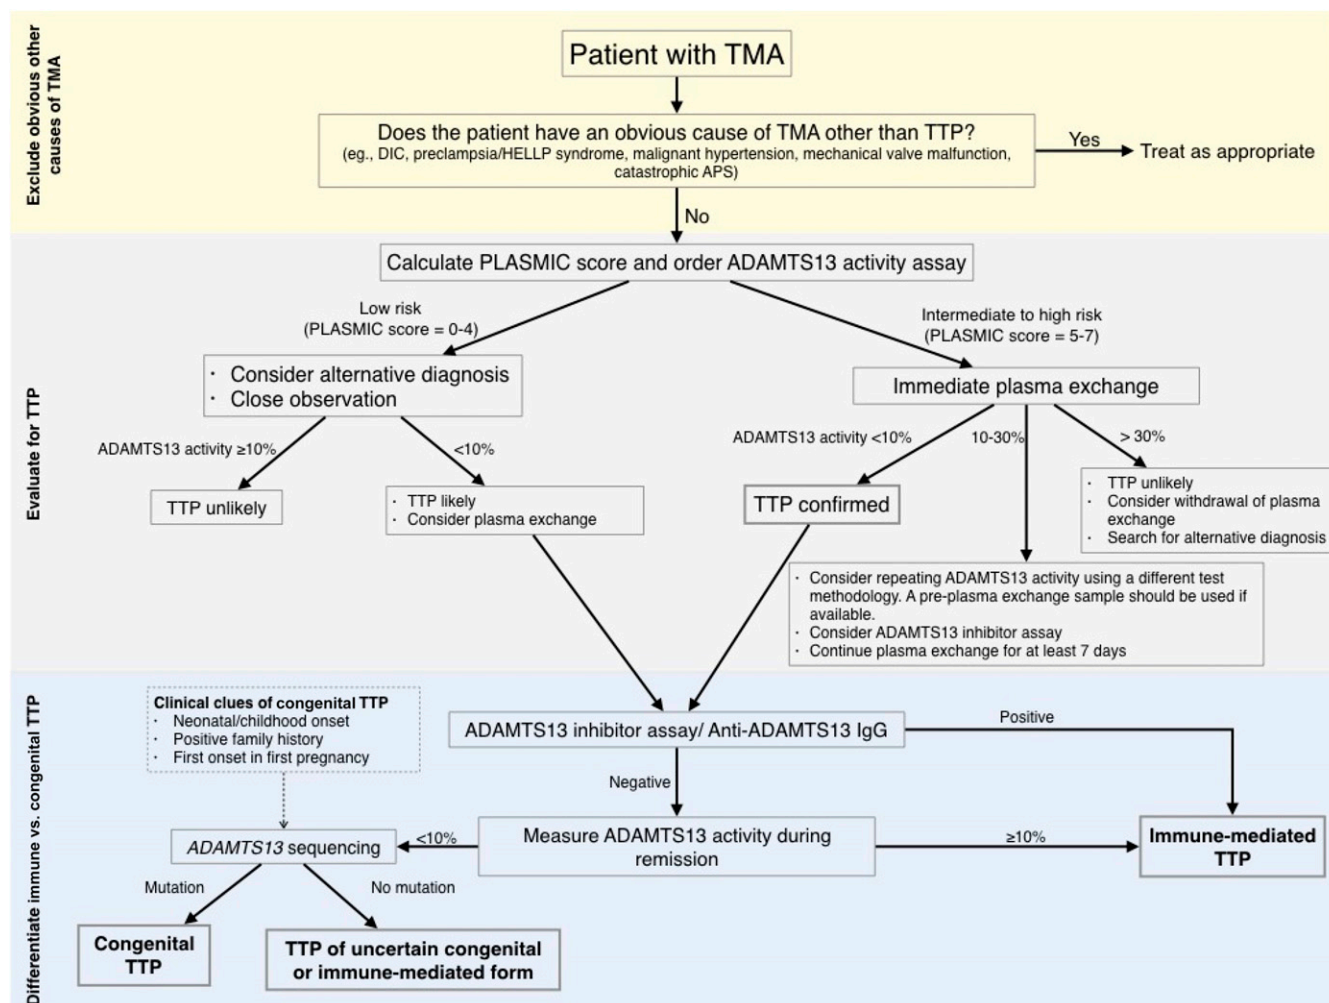 Exclude obvious other
causes of TMA
Patient with TMA
Does the patient have an obvious cause of TMA other than TTP?
(eg., DIC, preclampsia/HELLP syndrome, malignant hypertension, mechanical valve malfunction,
catastrophic APS)
Yes
Treat as appropriate
No
Evaluate for TTP
Calculate PLASMIC score and order ADAMTS13 activity assay
Low risk
(PLASMIC score = 0-4)
Intermediate to high risk
(PLASMIC score = 5-7)
· Consider alternative diagnosis
· Close observation
Immediate plasma exchange
ADAMTS13 activity ≥10%
<10%
ADAMTS13 activity <10%
10-30%
> 30%
TTP unlikely
· TTP likely
· Consider plasma exchange
TTP confirmed
· TTP unlikely
· Consider withdrawal of plasma
exchange
· Search for alternative diagnosis
· Consider repeating ADAMTS13 activity using a different test
methodology. A pre-plasma exchange sample should be used if
available.
· Consider ADAMTS13 inhibitor assay
· Continue plasma exchange for at least 7 days
Differentiate immune vs. congenital TTP
Clinical clues of congenital TTP
· Neonatal/childhood onset
· Positive family history
· First onset in first pregnancy
ADAMTS13 inhibitor assay/ Anti-ADAMTS13 IgG
Positive
Negative
ADAMTS13 sequencing
<10%
Measure ADAMTS13 activity during
remission
≥10%
Immune-mediated
TTP
Mutation
No mutation
Congenital
TTP
TTP of uncertain congenital
or immune-mediated form